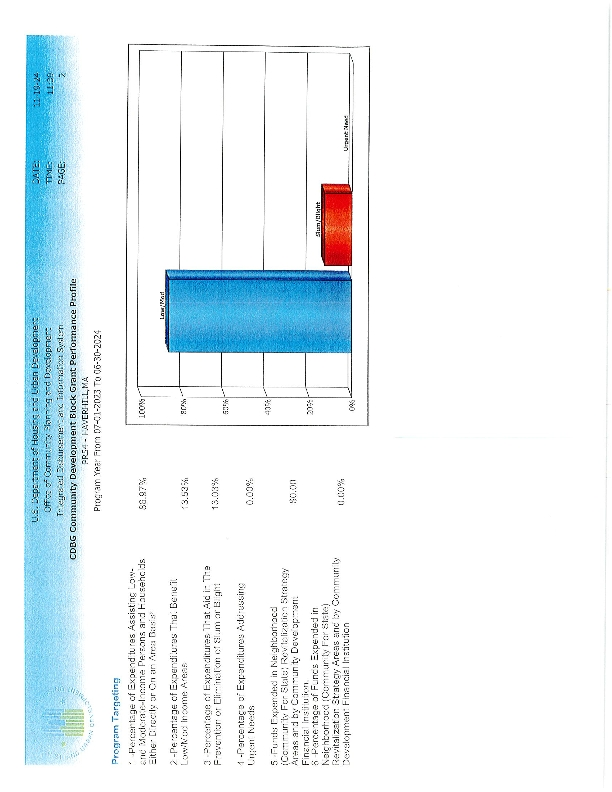 U.S. Department of Housing and Urban Development
Office of Community Planning and Development
Integrated Disbursement and Information System
CDBG Community Development Block Grant Performance Profile
PR54 - HAVERHILL,MA
Program Year From 07-01-2023 To 06-30-2024
DATE: 11-19-24
TIME:
PAGE: 2
Program Targeting
1 -Percentage of Expenditures Assisting Low-
and Moderate-Income Persons and Households
Either Directly or On an Area Basis
2 -Percentage of Expenditures That Benefit
Low/Mod Income Areas
3 -Percentage of Expenditures That Aid in The
Prevention or Elimination of Slum or Blight
13.03%
4 -Percentage of Expenditures Addressing
Urgent Needs
0.00%
5 -Funds Expended in Neighborhood
(Community For State) Revitalization Strategy
Areas and by Community Development
Financial Institution.
$0.00
6 -Percentage of Funds Expended in
Neighborhood (Community For State)
Revitalization Strategy Areas and by Community
Development Financial Institution
0.00%
100%
80%
60%
40%
20%
0%
Low/Mod
Slum/Blight
Urgent Need